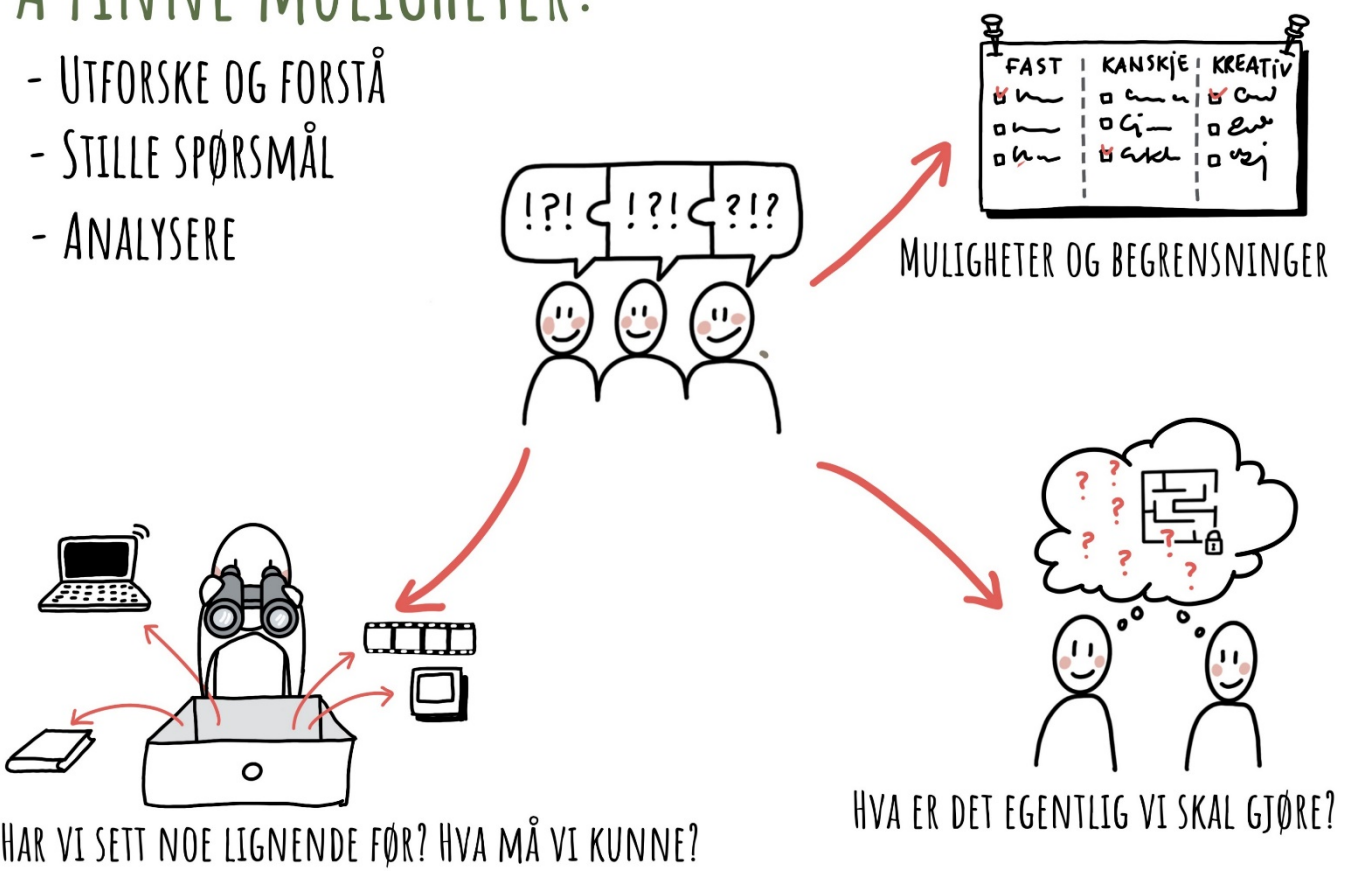 Å FINNE MULIGHETER:
- UTFORSKE OG FORSTÅ
- STILLE SPØRSMÅL
- ANALYSERE
!?! !?! ?!?
FAST KANSKJE KREATIV
MULIGHETER OG BEGRENSNINGER
? ? ? ? ? ? ? ?
HAR VI SETT NOE LIGNENDE FØR? HVA MÅ VI KUNNE?
HVA ER DET EGENTLIG VI SKAL GJØRE?